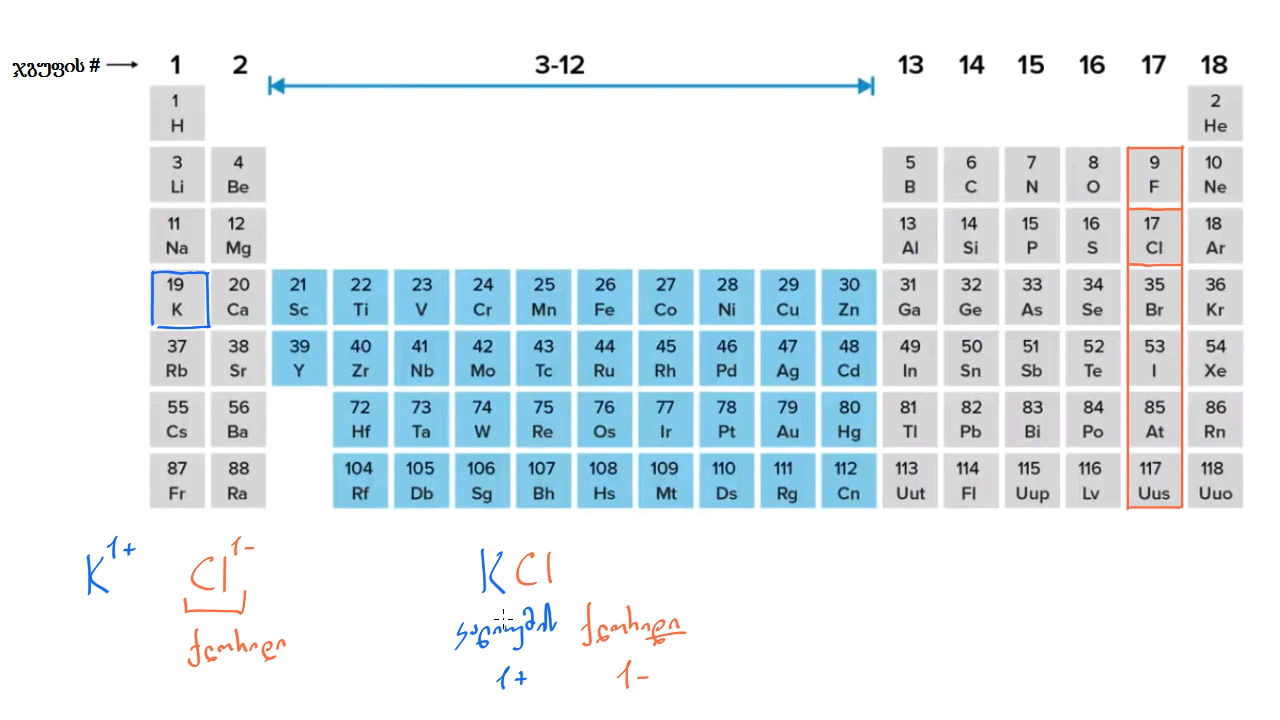 ჯგუფის # → 1 2 3-12 13 14 15 16 17 18
1 2
H He
3 4 5 6 7 8 9 10
Li Be B C N O F Ne
11 12 13 14 15 16 17 18
Na Mg Al Si P S Cl Ar
19 20 21 22 23 24 25 26 27 28 29 30 31 32 33 34 35 36
K Ca Sc Ti V Cr Mn Fe Co Ni Cu Zn Ga Ge As Se Br Kr
37 38 39 40 41 42 43 44 45 46 47 48 49 50 51 52 53 54
Rb Sr Y Zr Nb Mo Tc Ru Rh Pd Ag Cd In Sn Sb Te I Xe
55 56 72 73 74 75 76 77 78 79 80 81 82 83 84 85 86
Cs Ba Hf Ta W Re Os Ir Pt Au Hg Tl Pb Bi Po At Rn
87 88 104 105 106 107 108 109 110 111 112 113 114 115 116 117 118
Fr Ra Rf Db Sg Bh Hs Mt Ds Rg Cn Uut Fl Uup Lv Uus Uuo
K¹⁺ Cl¹⁻ KCl
კალიუმის ქლორიდი
ქლორიდი
1+ 1−